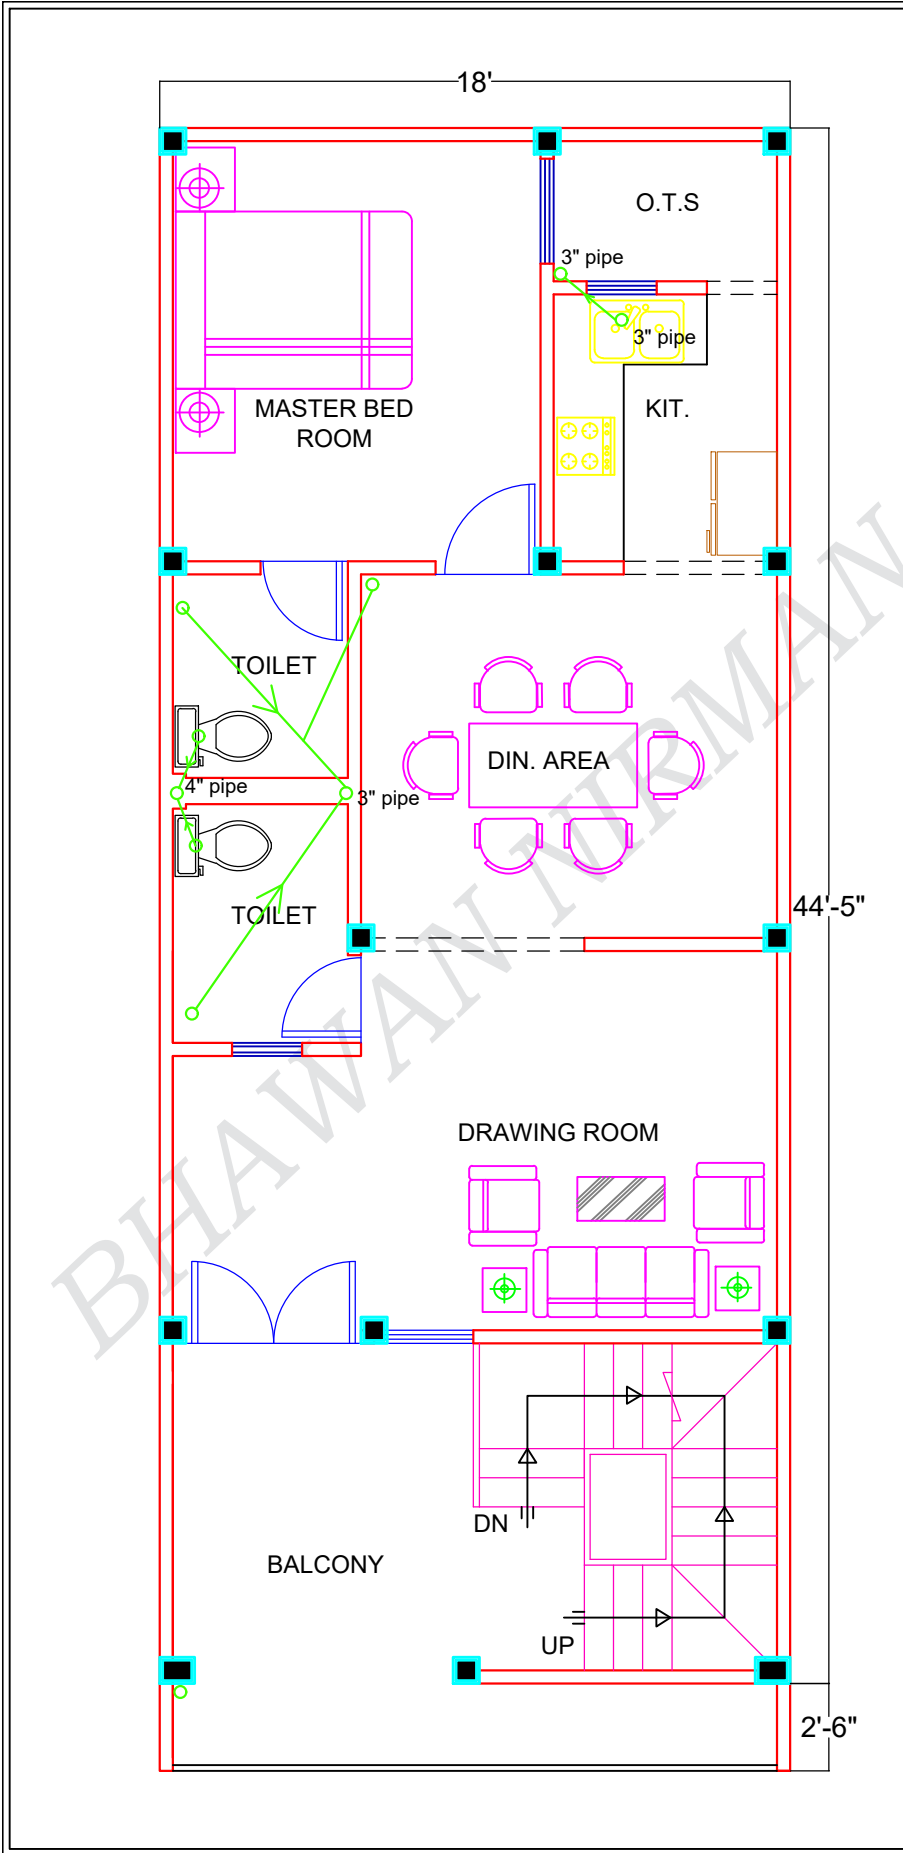 18'
O.T.S
3" pipe
3" pipe
MASTER BED
ROOM
KIT.
TOILET
DIN. AREA
4" pipe
3" pipe
TOILET
44'-5"
BHAWAN NIRMAN
DRAWING ROOM
DN
BALCONY
UP
2'-6"